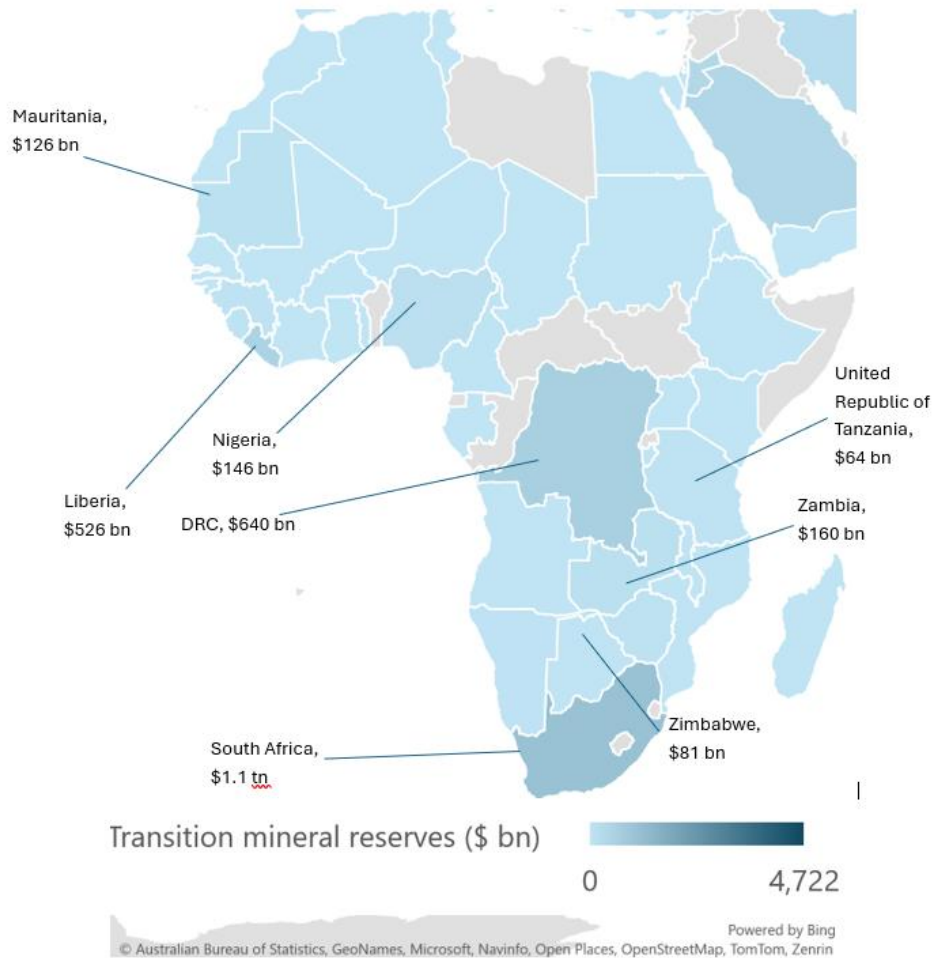 Mauritania,
$126 bn
Nigeria,
$146 bn
Liberia,
$526 bn
DRC, $640 bn
United
Republic of
Tanzania,
$64 bn
Zambia,
$160 bn
Zimbabwe,
$81 bn
South Africa,
$1.1 tn
Transition mineral reserves ($ bn)
0
4,722
Powered by Bing
© Australian Bureau of Statistics, GeoNames, Microsoft, Navinfo, Open Places, OpenStreetMap, TomTom, Zenrin